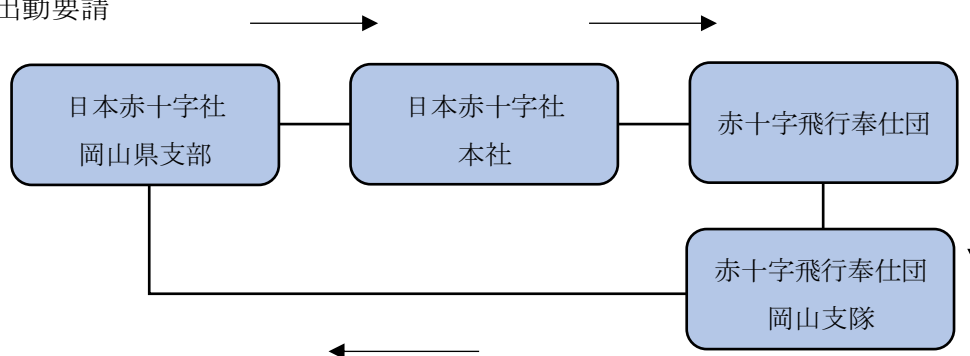 出動要請
日本赤十字社
岡山県支部
日本赤十字社
本社
赤十字飛行奉仕団
赤十字飛行奉仕団
岡山支隊